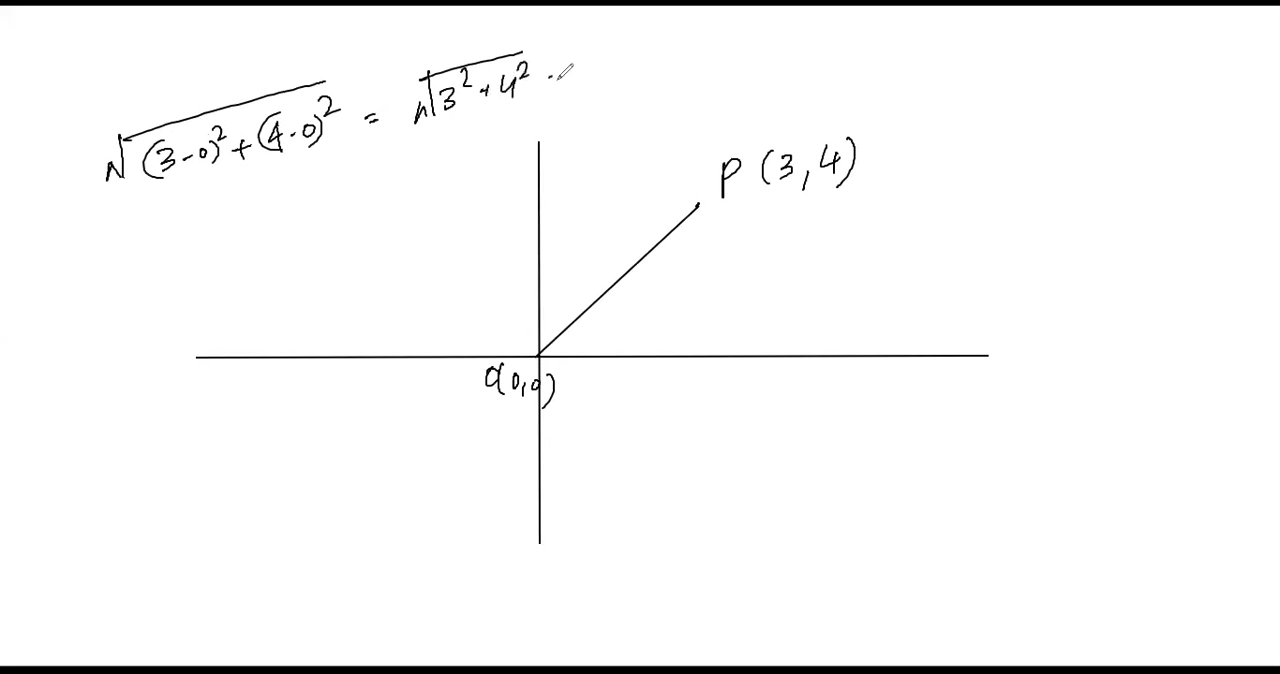 √(3-0)²+(4-0)² = √3²+4²
P (3,4)
O(0,0)